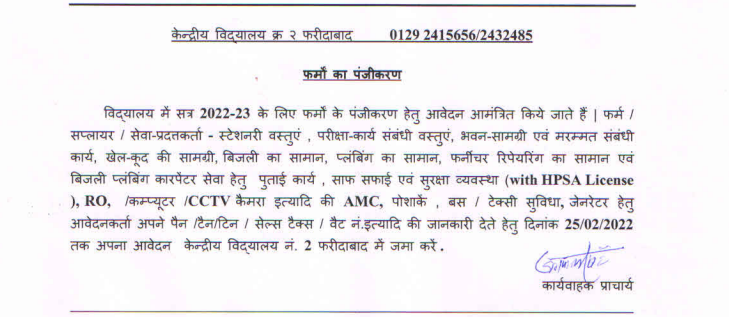 केन्द्रीय विद्यालय क्र २ फरीदाबाद 0129 2415656/2432485
फर्मों का पंजीकरण
विद्यालय में सत्र 2022-23 के लिए फर्मों के पंजीकरण हेतु आवेदन आमंत्रित किये जाते हैं | फर्म /
सप्लायर / सेवा-प्रदत्तकर्ता - स्टेशनरी वस्तुएं , परीक्षा-कार्य संबंधी वस्तुएं, भवन-सामग्री एवं मरम्मत संबंधी
कार्य, खेल-कूद की सामग्री, बिजली का सामान, प्लंबिंग का सामान, फर्नीचर रिपेयरिंग का सामान एवं
बिजली प्लंबिंग कारपेंटर सेवा हेतु पुताई कार्य , साफ सफाई एवं सुरक्षा व्यवस्था (with HPSA License
), RO, /कम्प्यूटर /CCTV कैमरा इत्यादि की AMC, पोशाकें , बस / टेक्सी सुविधा, जेनरेटर हेतु
आवेदनकर्ता अपने पैन /टैन/टिन / सेल्स टैक्स / वैट नं.इत्यादि की जानकारी देते हेतु दिनांक 25/02/2022
तक अपना आवेदन केन्द्रीय विद्यालय नं. 2 फरीदाबाद में जमा करें .
कार्यवाहक प्राचार्य